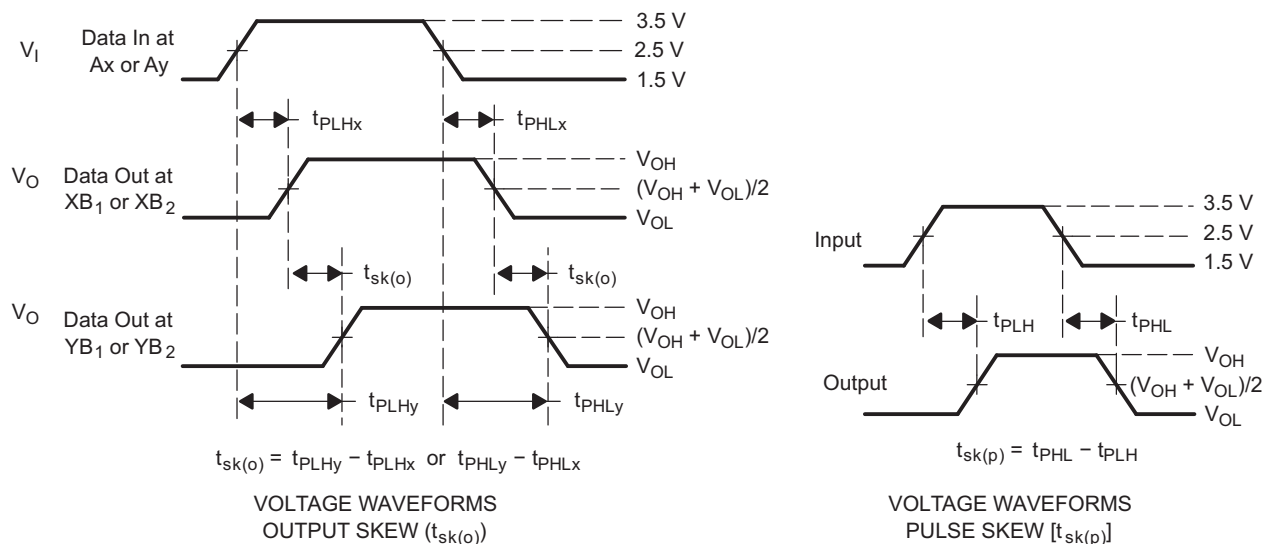 V_I
Data In at
Ax or Ay
3.5 V
2.5 V
1.5 V
t_PLHx
t_PHLx
V_O
Data Out at
XB_1 or XB_2
V_OH
(V_OH + V_OL)/2
V_OL
t_sk(o)
t_sk(o)
V_O
Data Out at
YB_1 or YB_2
V_OH
(V_OH + V_OL)/2
V_OL
t_PLHy
t_PHLy
t_sk(o) = t_PLHy − t_PLHx or t_PHLy − t_PHLx
VOLTAGE WAVEFORMS
OUTPUT SKEW (t_sk(o))
Input
3.5 V
2.5 V
1.5 V
t_PLH
t_PHL
Output
V_OH
(V_OH + V_OL)/2
V_OL
t_sk(p) = t_PHL − t_PLH
VOLTAGE WAVEFORMS
PULSE SKEW [t_sk(p)]